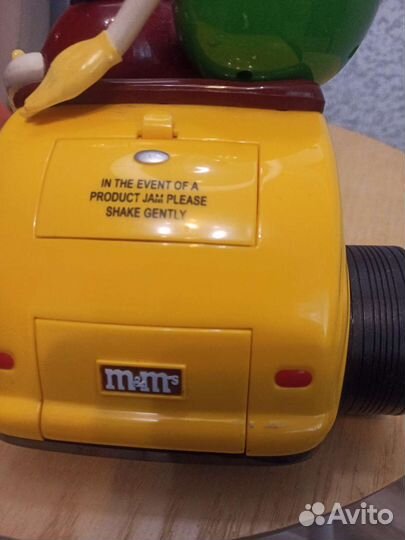 IN THE EVENT OF A
PRODUCT JAM PLEASE
SHAKE GENTLY
m&m's
Avito